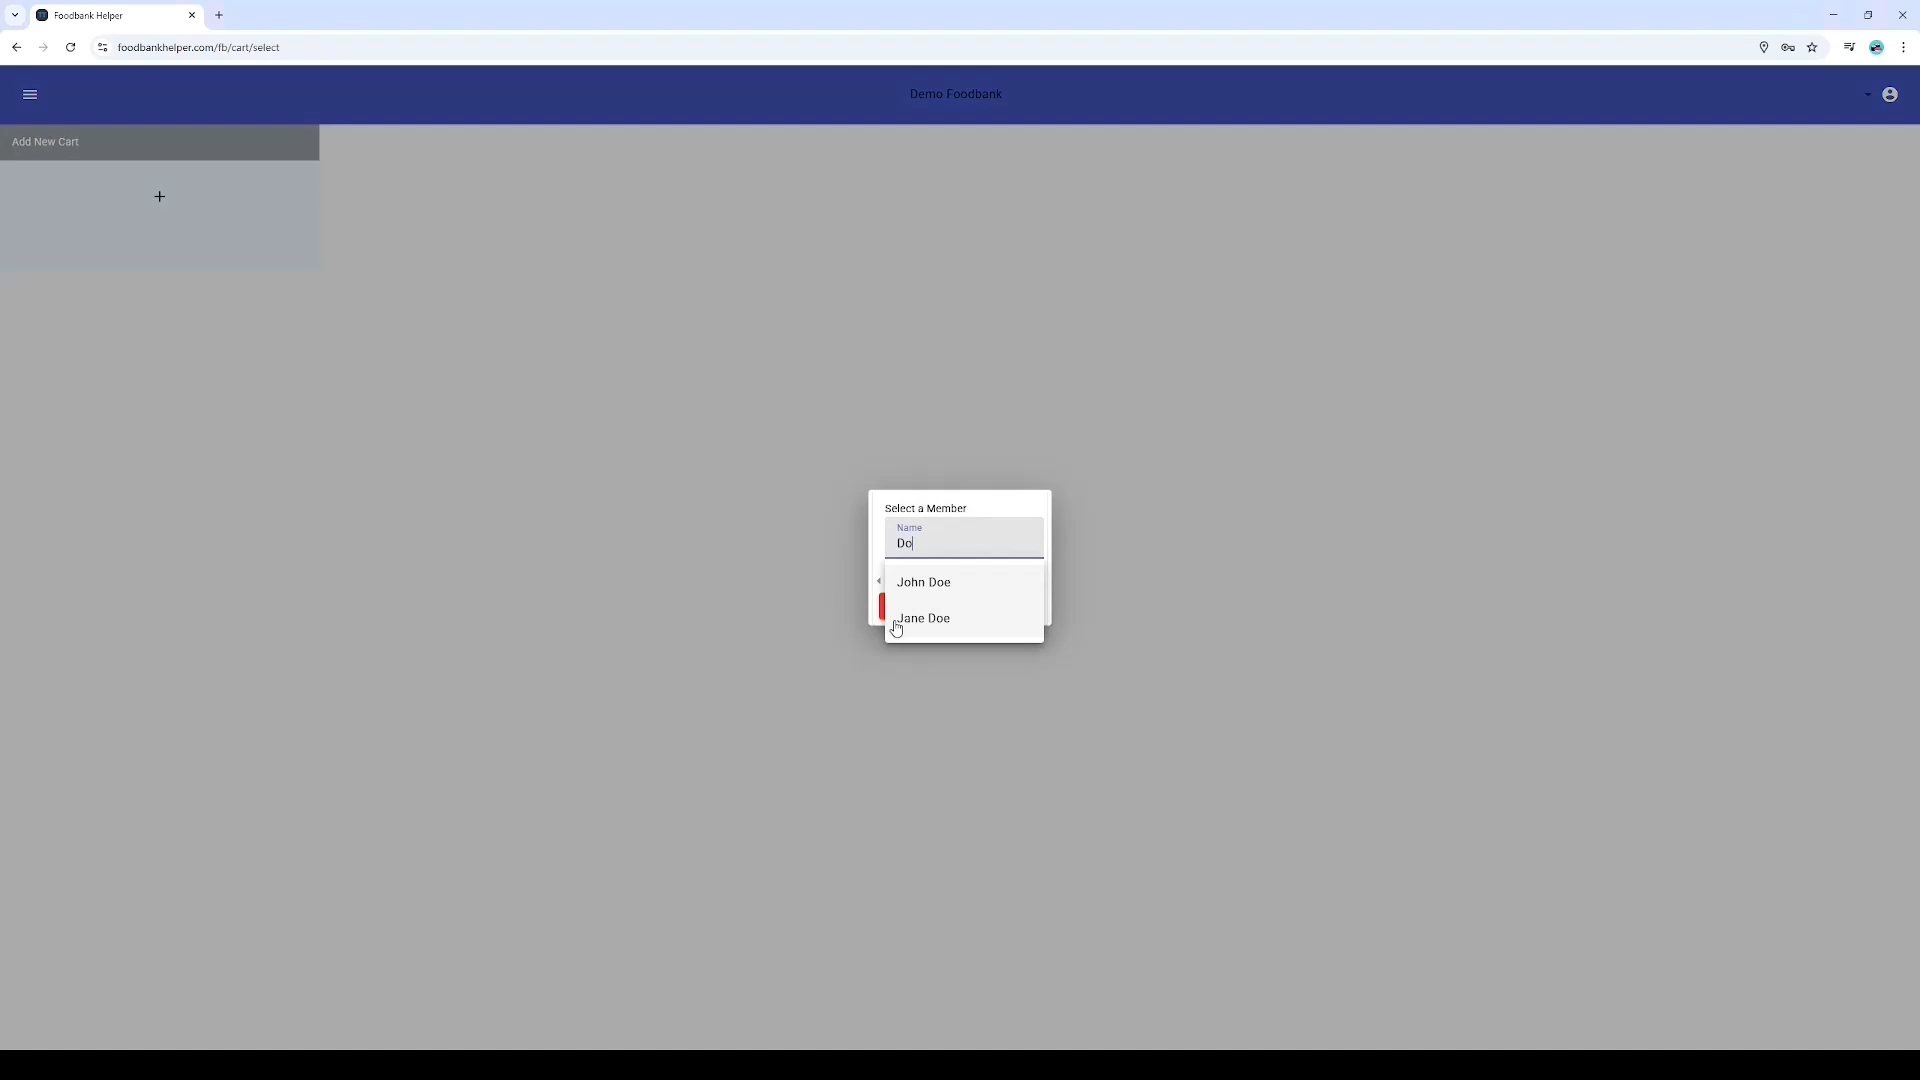 Foodbank Helper
foodbankhelper.com/fb/cart/select
Demo Foodbank
Add New Cart
Select a Member
Name
Do
John Doe
Jane Doe